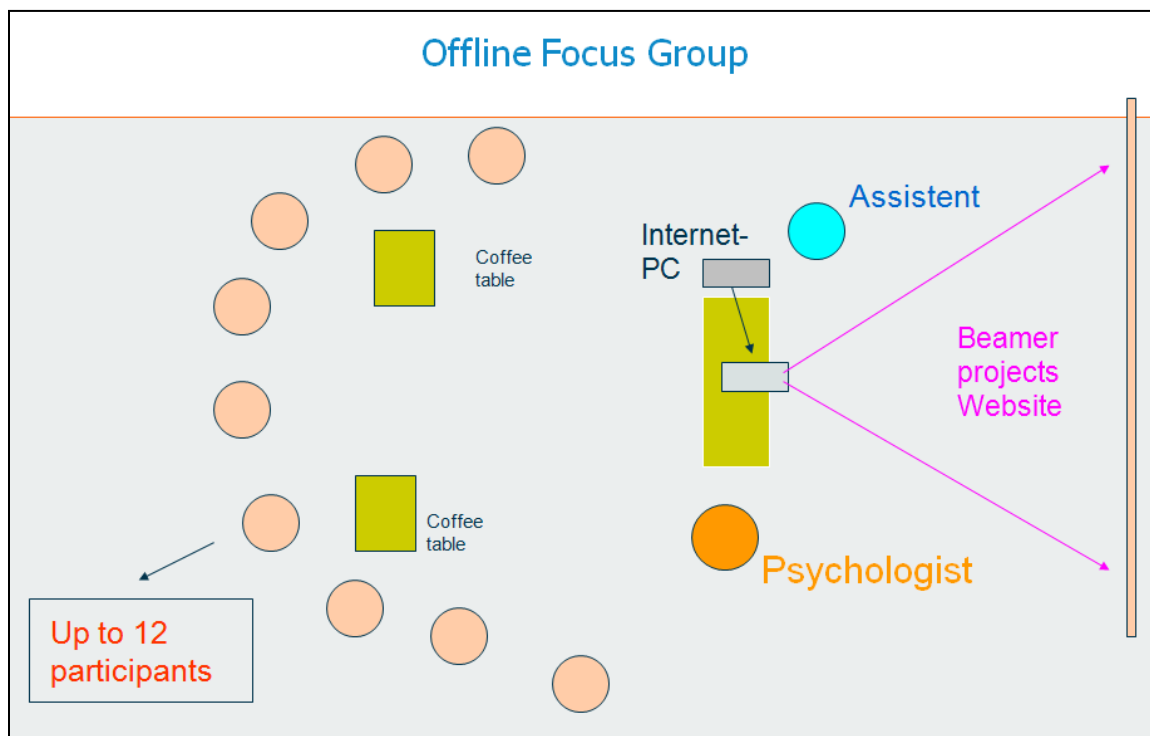 Offline Focus Group
Assistent
Internet-
PC
Coffee
table
Beamer
projects
Website
Coffee
table
Psychologist
Up to 12
participants